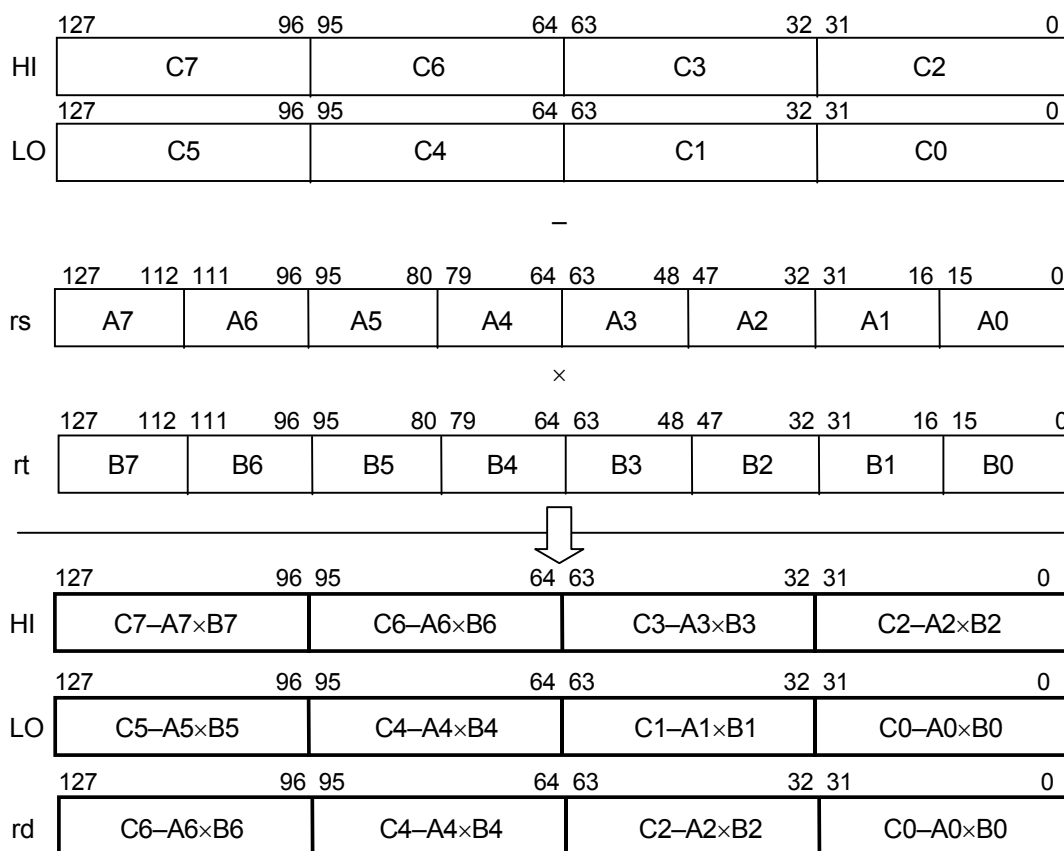 127 96 95 64 63 32 31 0
HI C7 C6 C3 C2
127 96 95 64 63 32 31 0
LO C5 C4 C1 C0
–
127 112 111 96 95 80 79 64 63 48 47 32 31 16 15 0
rs A7 A6 A5 A4 A3 A2 A1 A0
×
127 112 111 96 95 80 79 64 63 48 47 32 31 16 15 0
rt B7 B6 B5 B4 B3 B2 B1 B0
127 96 95 64 63 32 31 0
HI C7–A7×B7 C6–A6×B6 C3–A3×B3 C2–A2×B2
127 96 95 64 63 32 31 0
LO C5–A5×B5 C4–A4×B4 C1–A1×B1 C0–A0×B0
127 96 95 64 63 32 31 0
rd C6–A6×B6 C4–A4×B4 C2–A2×B2 C0–A0×B0